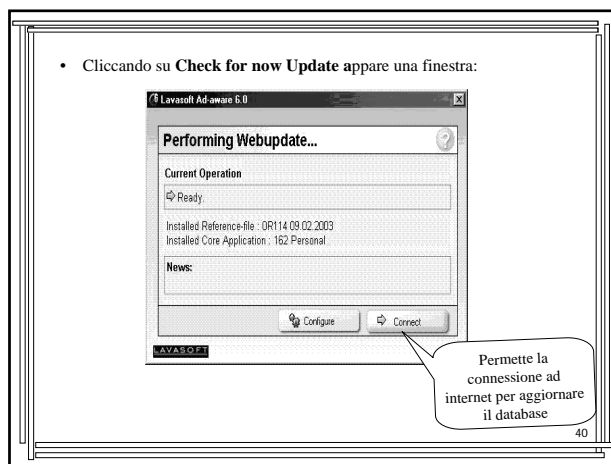 • Cliccando su Check for now Update appare una finestra:
Lavasoft Ad-aware 6.0
Performing Webupdate...
Current Operation
Ready.
Installed Reference-file : 0R114 09.02.2003
Installed Core Application : 162 Personal
News:
Configure
Connect
LAVASOFT
Permette la
connessione ad
internet per aggiornare
il database
40